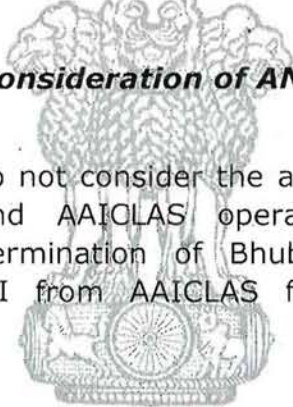 onsideration of AN
o not consider the a
nd AAICLAS opera
ermination of Bhub
I from AAICLAS f